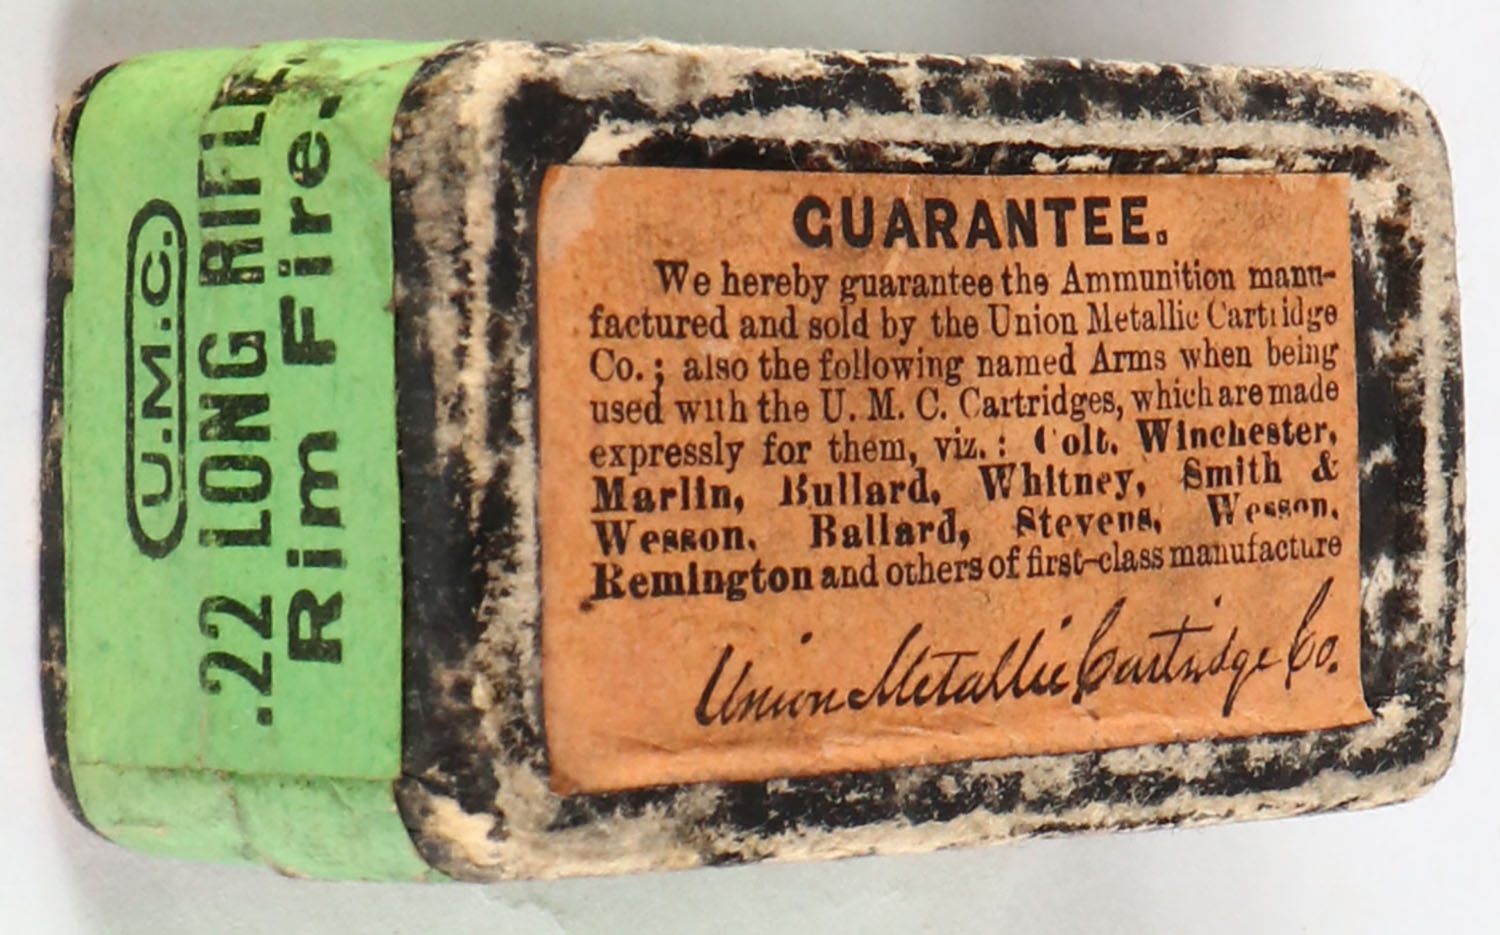 U.M.C.
.22 LONG RIFLE.
Rim Fire.
GUARANTEE.
We hereby guarantee the Ammunition manu-
factured and sold by the Union Metallic Cartridge
Co.; also the following named Arms when being
used with the U. M. C. Cartridges, which are made
expressly for them, viz.: Colt, Winchester,
Marlin, Bullard, Whitney, Smith &
Wesson, Ballard, Stevens, Wesson,
Remington and others of first-class manufacture
Union Metallic Cartridge Co.